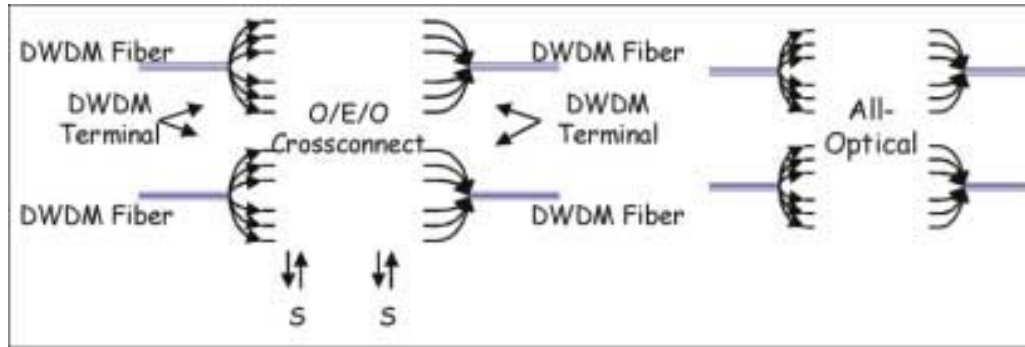 DWDM Fiber
DWDM
Terminal
DWDM Fiber
O/E/O
Crossconnect
DWDM Fiber
DWDM
Terminal
DWDM Fiber
S
S
All-
Optical